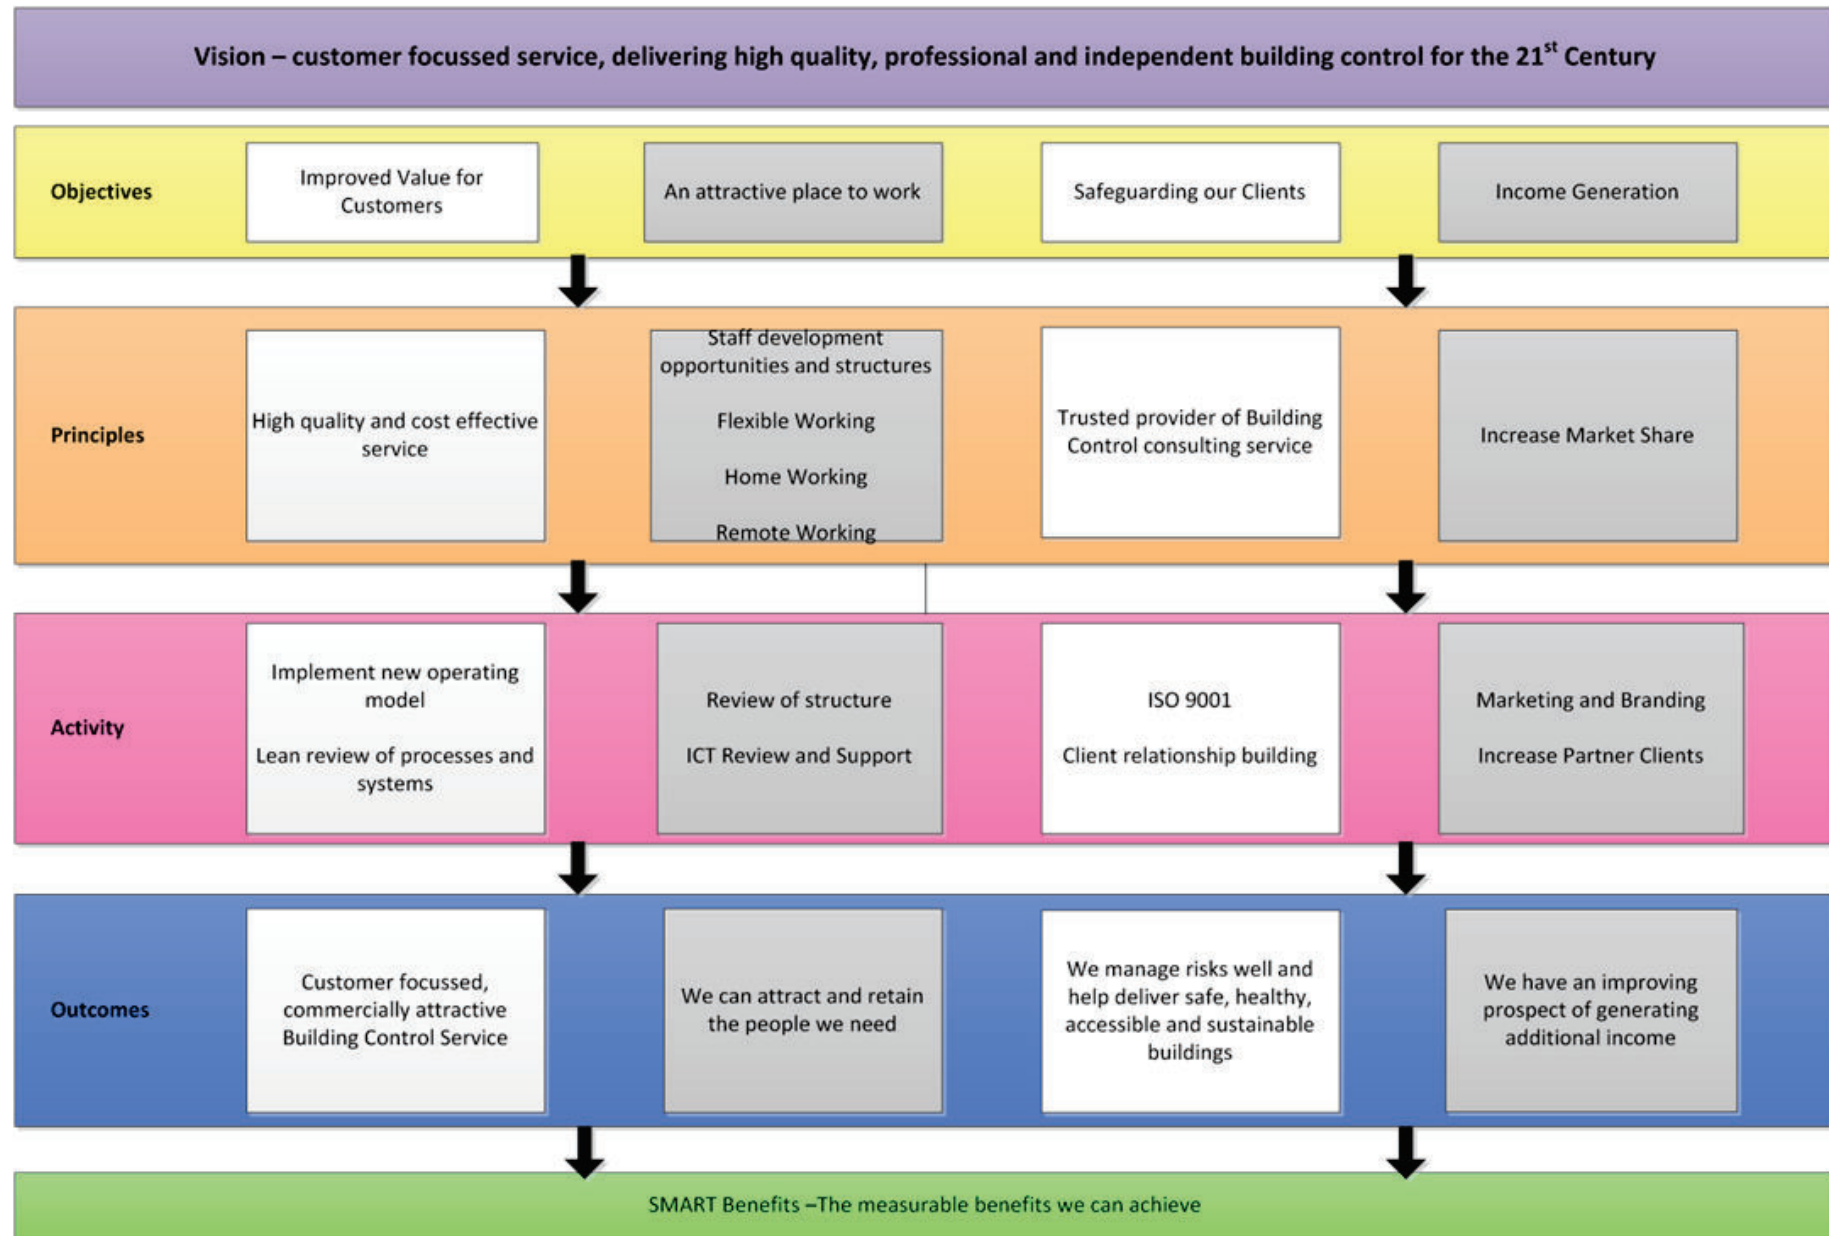 Vision – customer focussed service, delivering high quality, professional and independent building control for the 21st Century
Objectives
Improved Value for
Customers
An attractive place to work
Safeguarding our Clients
Income Generation
Principles
High quality and cost effective
service
Staff development
opportunities and structures
Flexible Working
Home Working
Remote Working
Trusted provider of Building
Control consulting service
Increase Market Share
Activity
Implement new operating
model
Lean review of processes and
systems
Review of structure
ICT Review and Support
ISO 9001
Client relationship building
Marketing and Branding
Increase Partner Clients
Outcomes
Customer focussed,
commercially attractive
Building Control Service
We can attract and retain
the people we need
We manage risks well and
help deliver safe, healthy,
accessible and sustainable
buildings
We have an improving
prospect of generating
additional income
SMART Benefits –The measurable benefits we can achieve